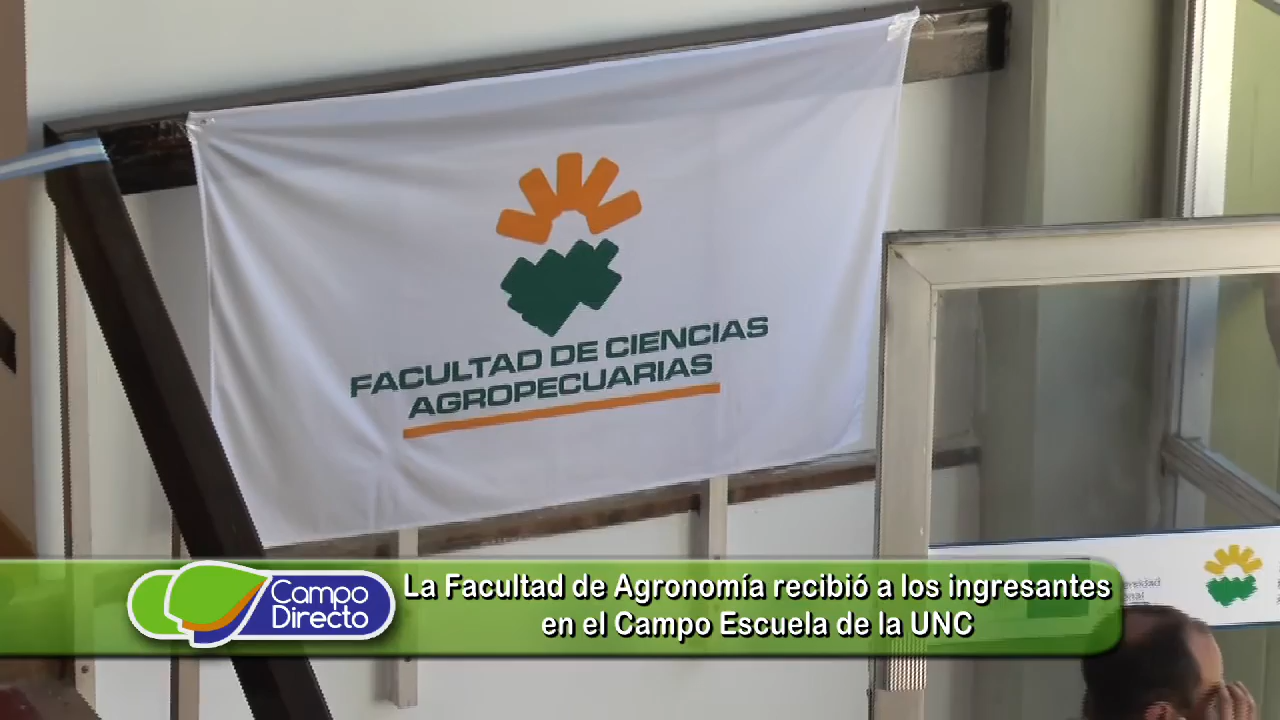 FACULTAD DE CIENCIAS
AGROPECUARIAS
Campo
Directo
La Facultad de Agronomía recibió a los ingresantes
en el Campo Escuela de la UNC